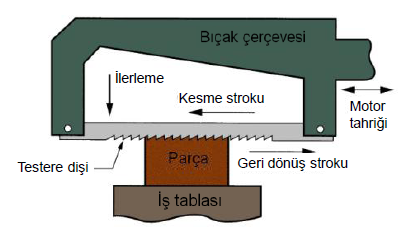 Bıçak çerçevesi
İlerleme
Kesme stroku
Motor
tahriği
Testere dişi
Parça
Geri dönüş stroku
İş tablası